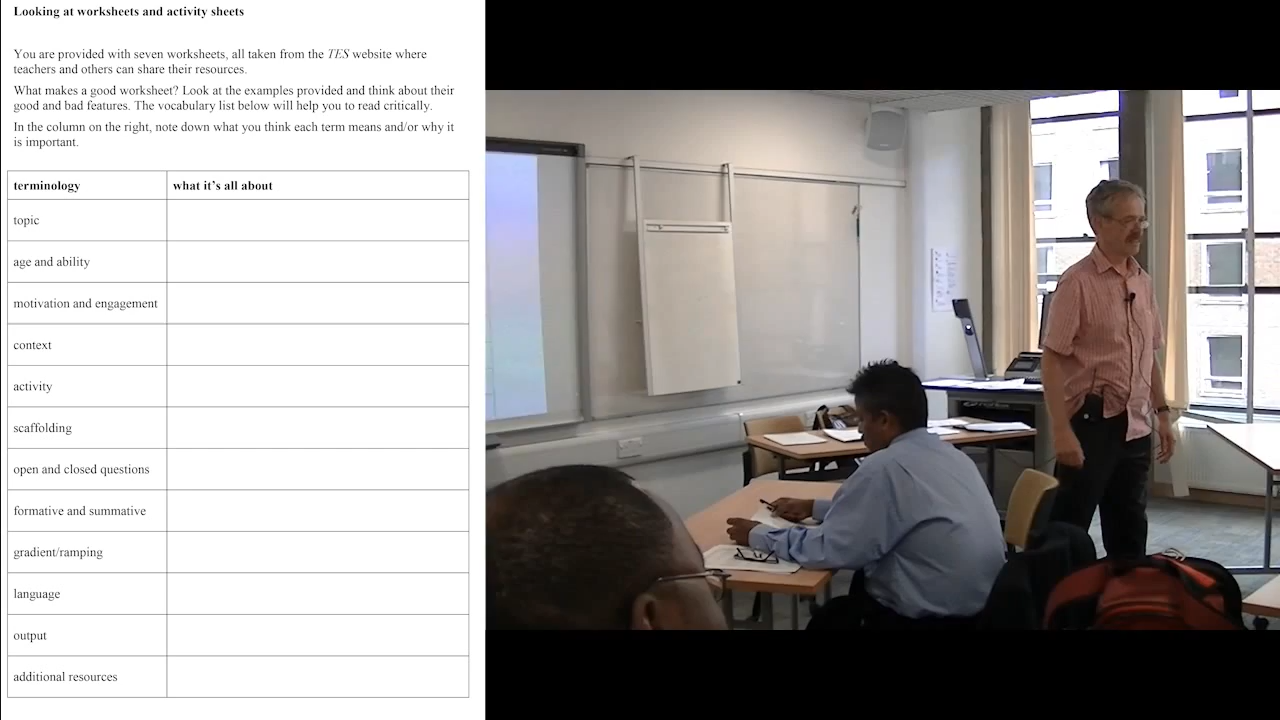 Looking at worksheets and activity sheets
You are provided with seven worksheets, all taken from the TES website where
teachers and others can share their resources.
What makes a good worksheet? Look at the examples provided and think about their
good and bad features. The vocabulary list below will help you to read critically.
In the column on the right, note down what you think each term means and/or why it
is important.
terminology what it's all about
topic
age and ability
motivation and engagement
context
activity
scaffolding
open and closed questions
formative and summative
gradient/ramping
language
output
additional resources